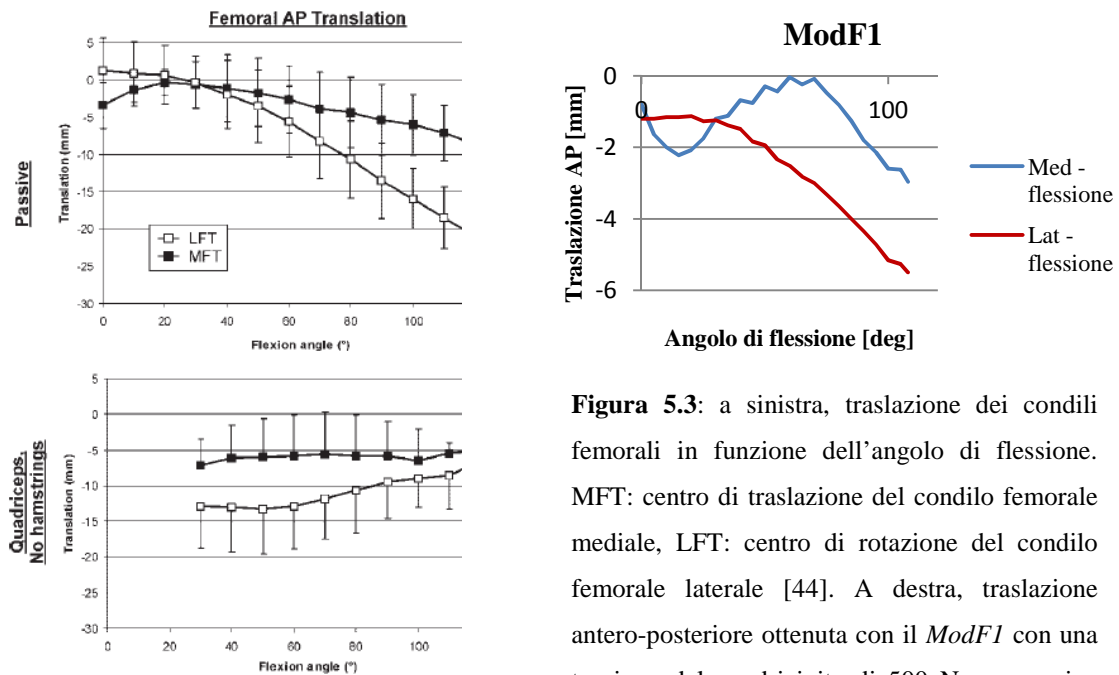 Femoral AP Translation
Passive
Translation (mm)
5
0
-5
-10
-15
-20
-25
-30
LFT
MFT
0 20 40 60 80 100
Flexion angle (°)
Quadriceps,
No hamstrings
Translation (mm)
5
0
-5
-10
-15
-20
-25
-30
0 20 40 60 80 100
Flexion angle (°)
ModF1
Traslazione AP [mm]
0
-2
-4
-6
0 100
Med -
flessione
Lat -
flessione
Angolo di flessione [deg]
Figura 5.3: a sinistra, traslazione dei condili
femorali in funzione dell’angolo di flessione.
MFT: centro di traslazione del condilo femorale
mediale, LFT: centro di rotazione del condilo
femorale laterale [44]. A destra, traslazione
antero-posteriore ottenuta con il ModF1 con una